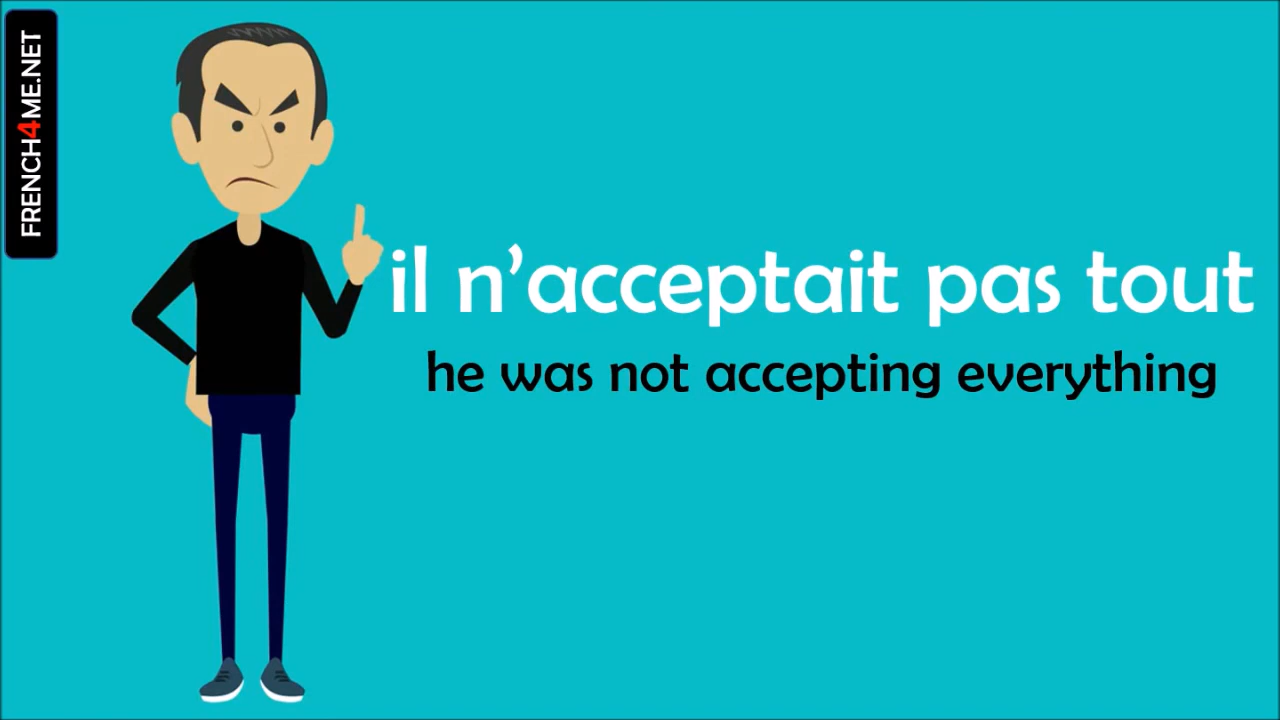 FRENCH4ME.NET
il n’acceptait pas tout
he was not accepting everything